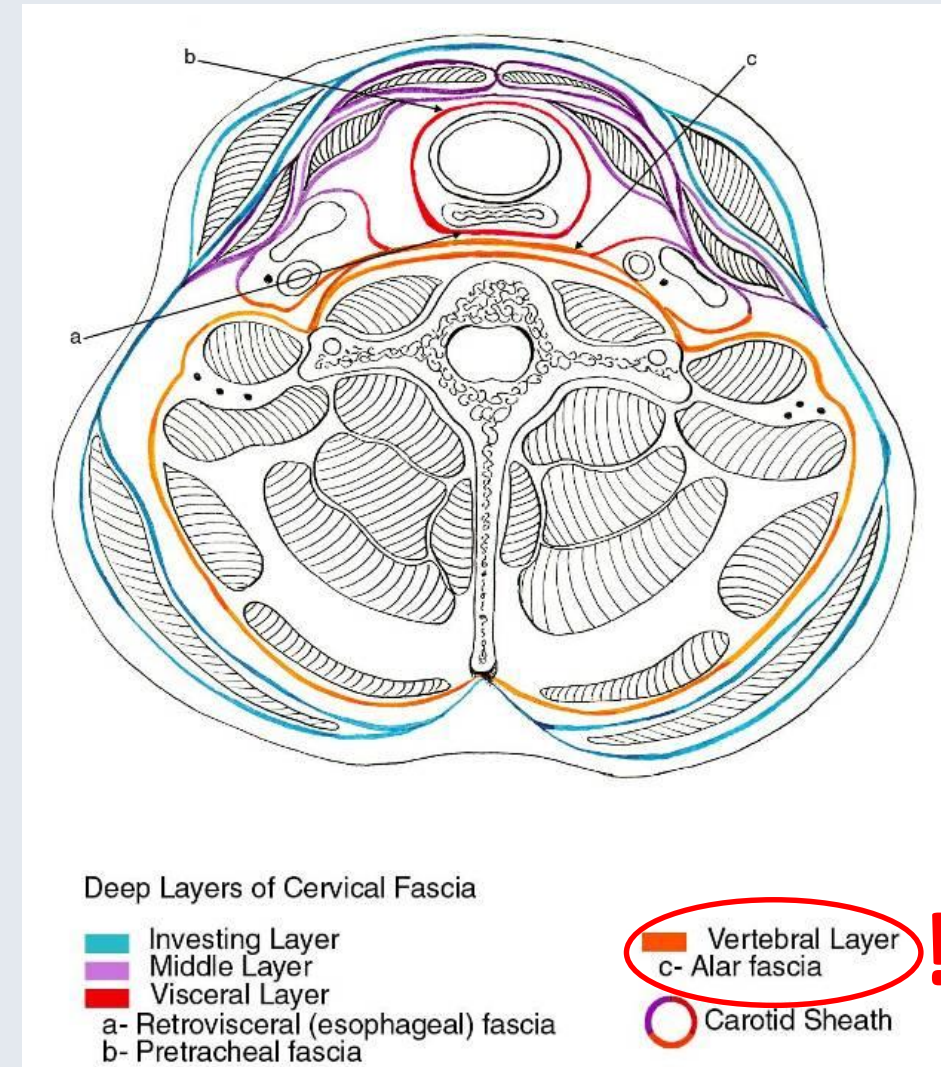 b
c
a
Deep Layers of Cervical Fascia
Investing Layer
Middle Layer
Visceral Layer
a- Retrovisceral (esophageal) fascia
b- Pretracheal fascia
Vertebral Layer
c- Alar fascia
Carotid Sheath
!